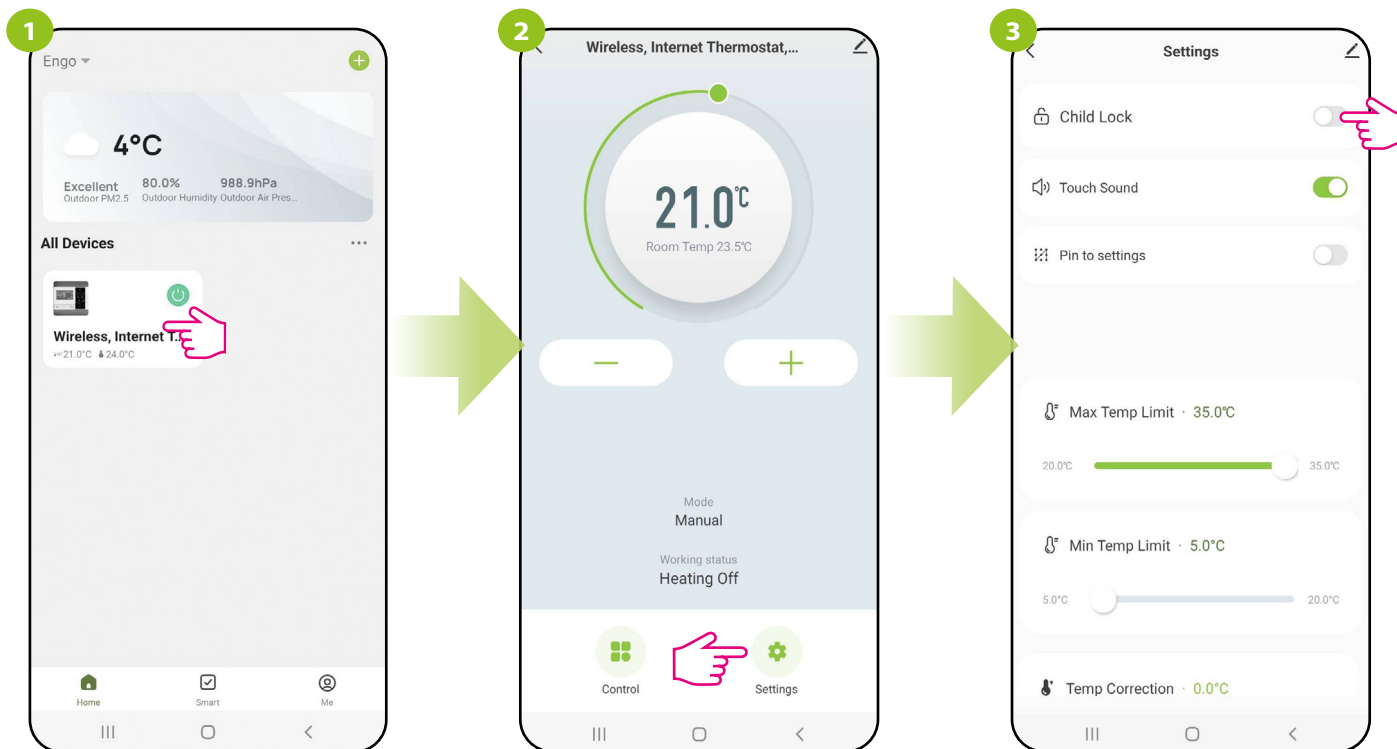 1
Engo
4°C
Excellent
Outdoor PM2.5
80.0%
Outdoor Humidity
988.9hPa
Outdoor Air Pres...
All Devices
Wireless, Internet T...
21.0°C 24.0°C
Home
Smart
Me
2
Wireless, Internet Thermostat,...
21.0°C
Room Temp 23.5°C
Mode
Manual
Working status
Heating Off
Control
Settings
3
Settings
Child Lock
Touch Sound
Pin to settings
Max Temp Limit · 35.0°C
20.0°C 35.0°C
Min Temp Limit · 5.0°C
5.0°C 20.0°C
Temp Correction · 0.0°C